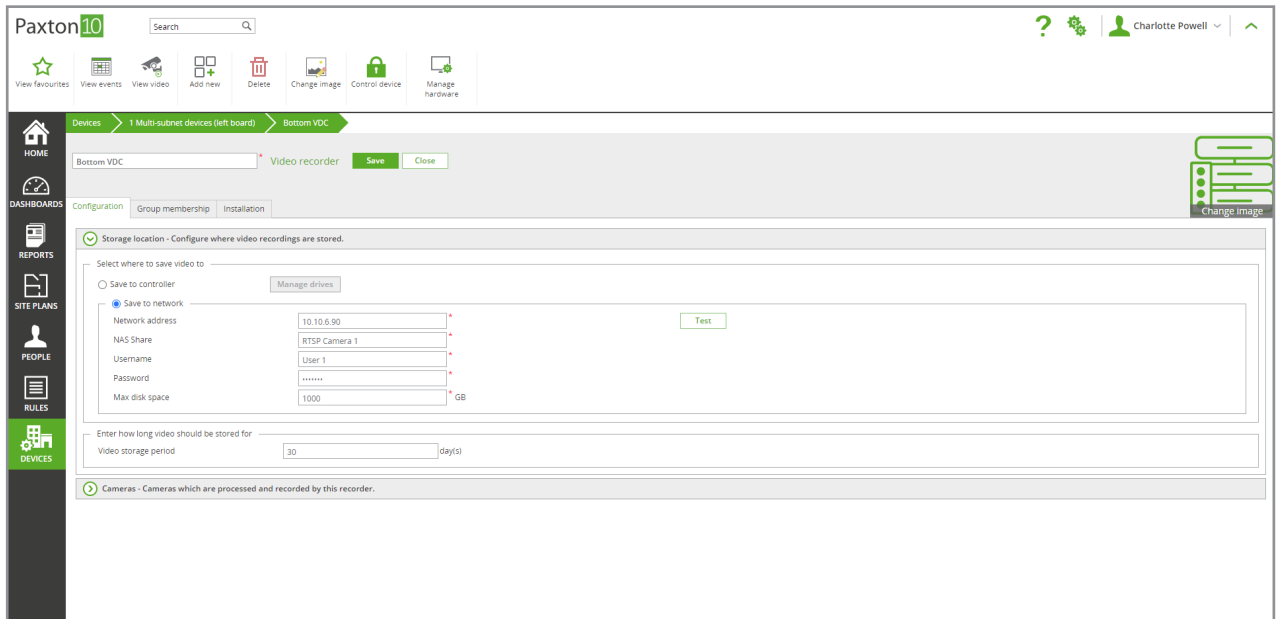 Paxton10
Search
Charlotte Powell
View favourites
View events
View video
Add new
Delete
Change image
Control device
Manage hardware
Devices
1 Multi-subnet devices (left board)
Bottom VDC
HOME
DASHBOARDS
REPORTS
SITE PLANS
PEOPLE
RULES
DEVICES
Bottom VDC * Video recorder Save Close
Change image
Configuration Group membership Installation
Storage location - Configure where video recordings are stored.
Select where to save video to
Save to controller Manage drives
Save to network
Network address 10.10.6.90 * Test
NAS Share RTSP Camera 1 *
Username User 1 *
Password ....... *
Max disk space 1000 * GB
Enter how long video should be stored for
Video storage period 30 day(s)
Cameras - Cameras which are processed and recorded by this recorder.